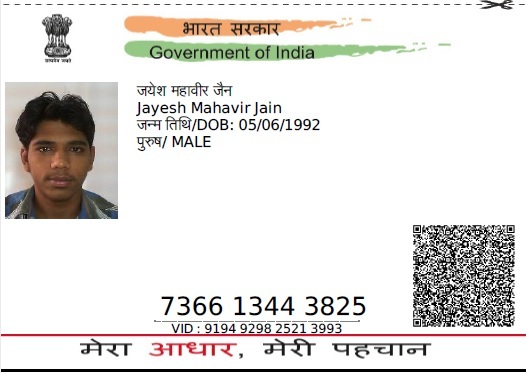 भारत सरकार
Government of India
सत्यमेव जयते
जयेश महावीर जैन
Jayesh Mahavir Jain
जन्म तिथि/DOB: 05/06/1992
पुरुष/ MALE
7366 1344 3825
VID : 9194 9298 2521 3993
मेरा आधार, मेरी पहचान